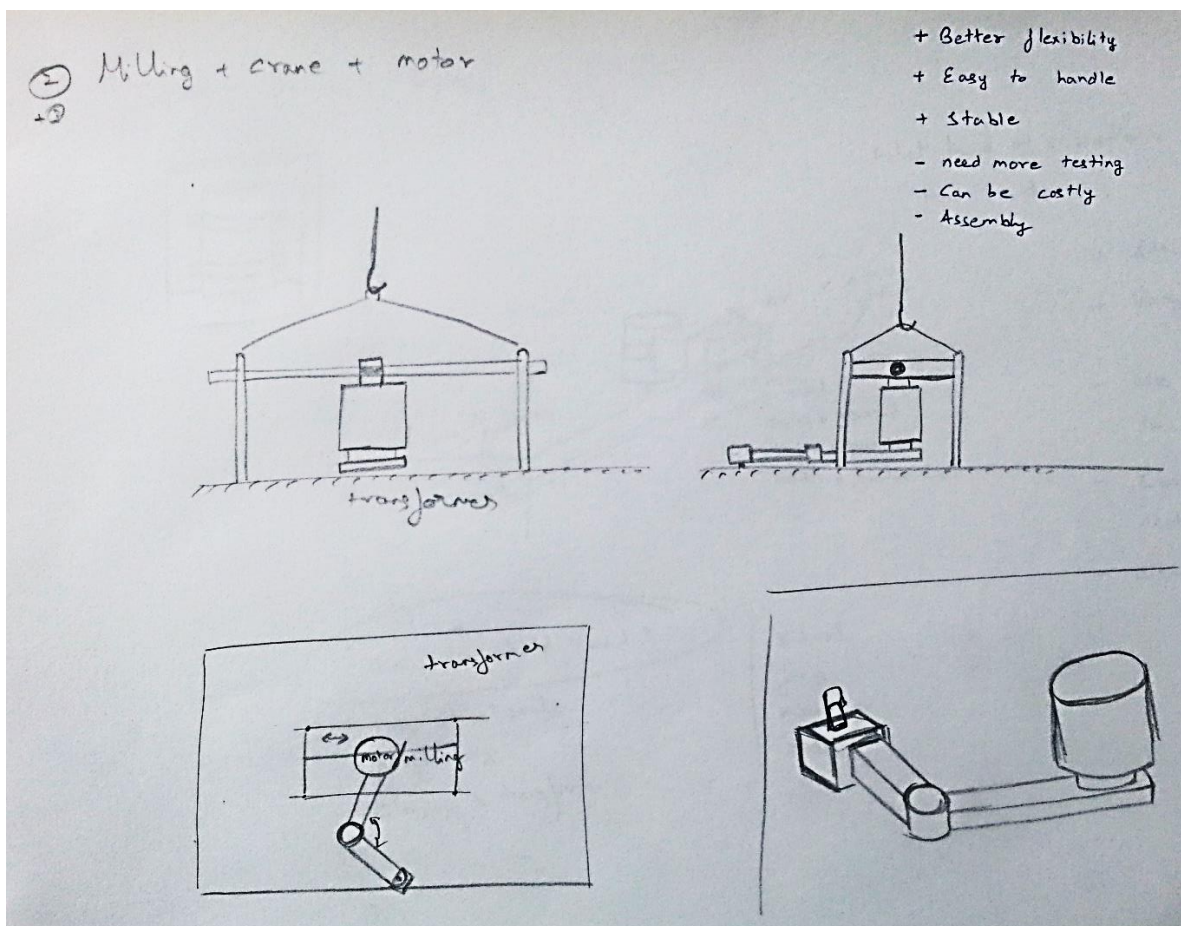 ② Milling + crane + motor
+ Better flexibility
+ Easy to handle
+ Stable
- need more testing
- Can be costly
- Assembly
transformer
transformer
motor/milling